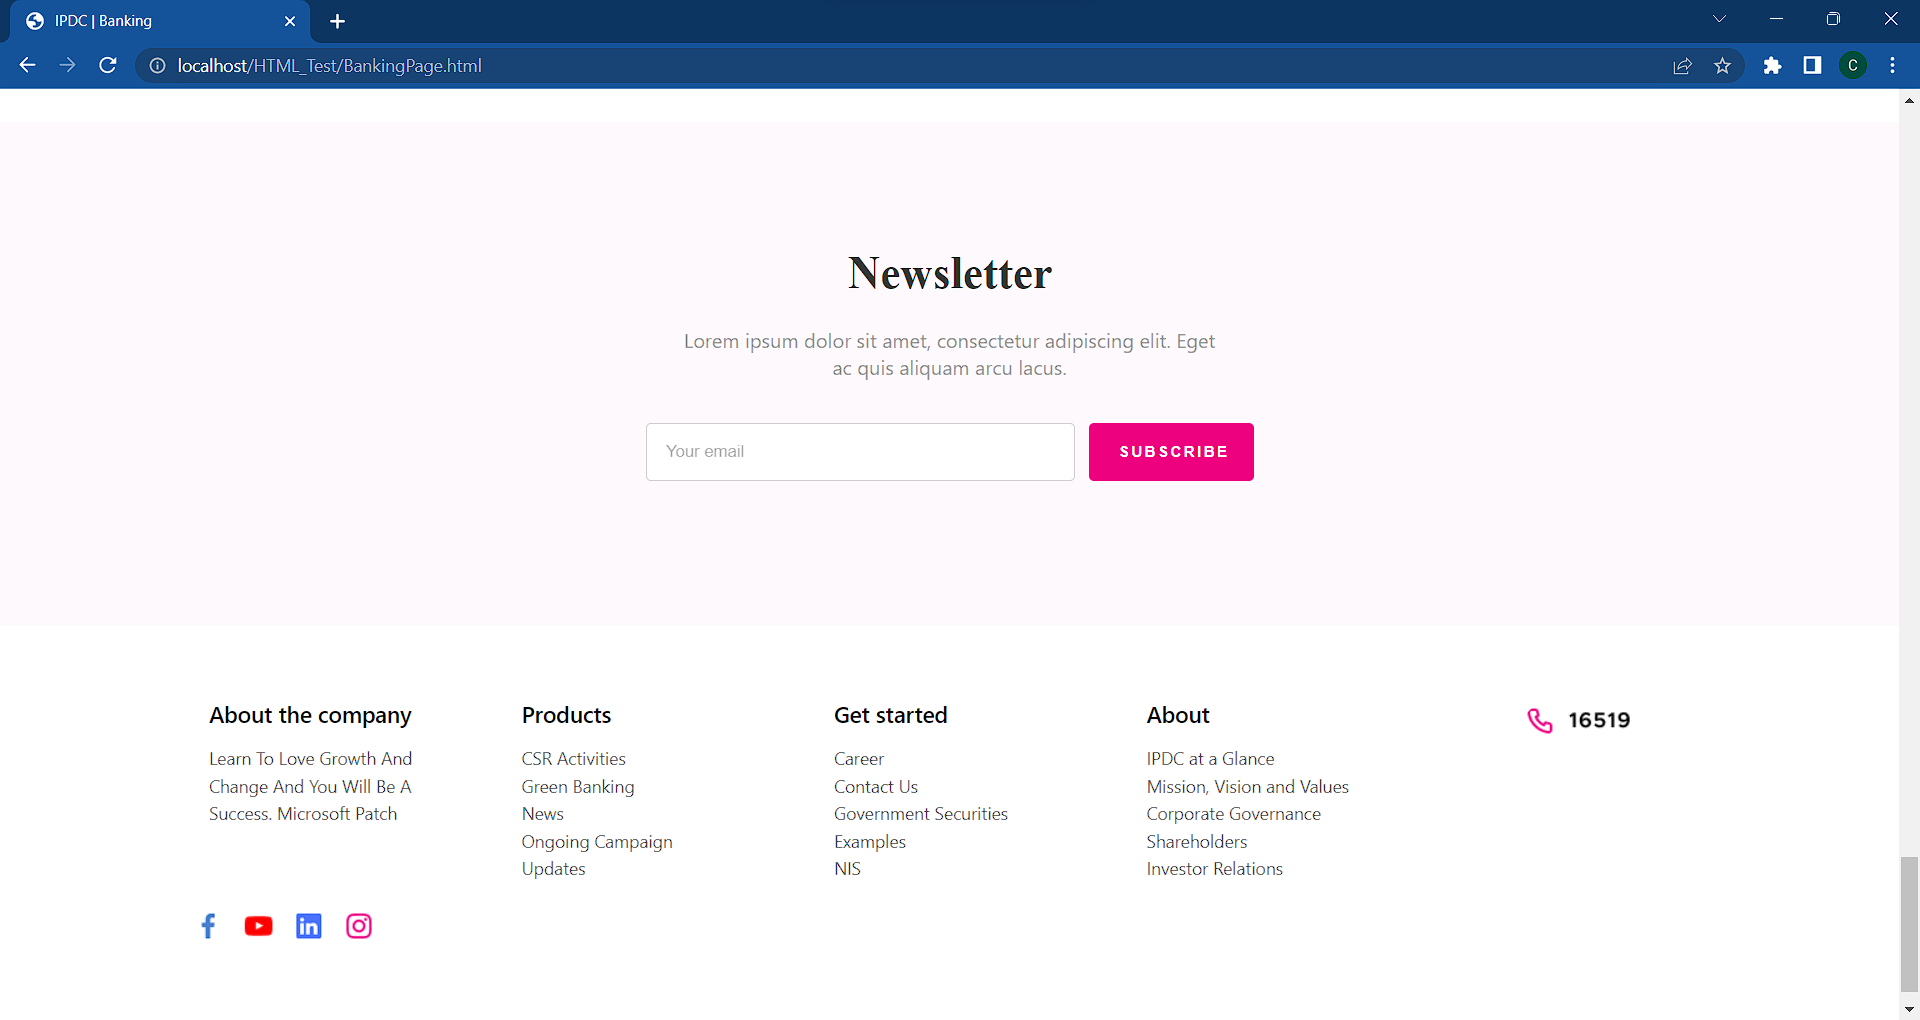 IPDC | Banking
localhost/HTML_Test/BankingPage.html
C
Newsletter
Lorem ipsum dolor sit amet, consectetur adipiscing elit. Eget
ac quis aliquam arcu lacus.
Your email
SUBSCRIBE
About the company
Learn To Love Growth And
Change And You Will Be A
Success. Microsoft Patch
Products
CSR Activities
Green Banking
News
Ongoing Campaign
Updates
Get started
Career
Contact Us
Government Securities
Examples
NIS
About
IPDC at a Glance
Mission, Vision and Values
Corporate Governance
Shareholders
Investor Relations
16519
f
in